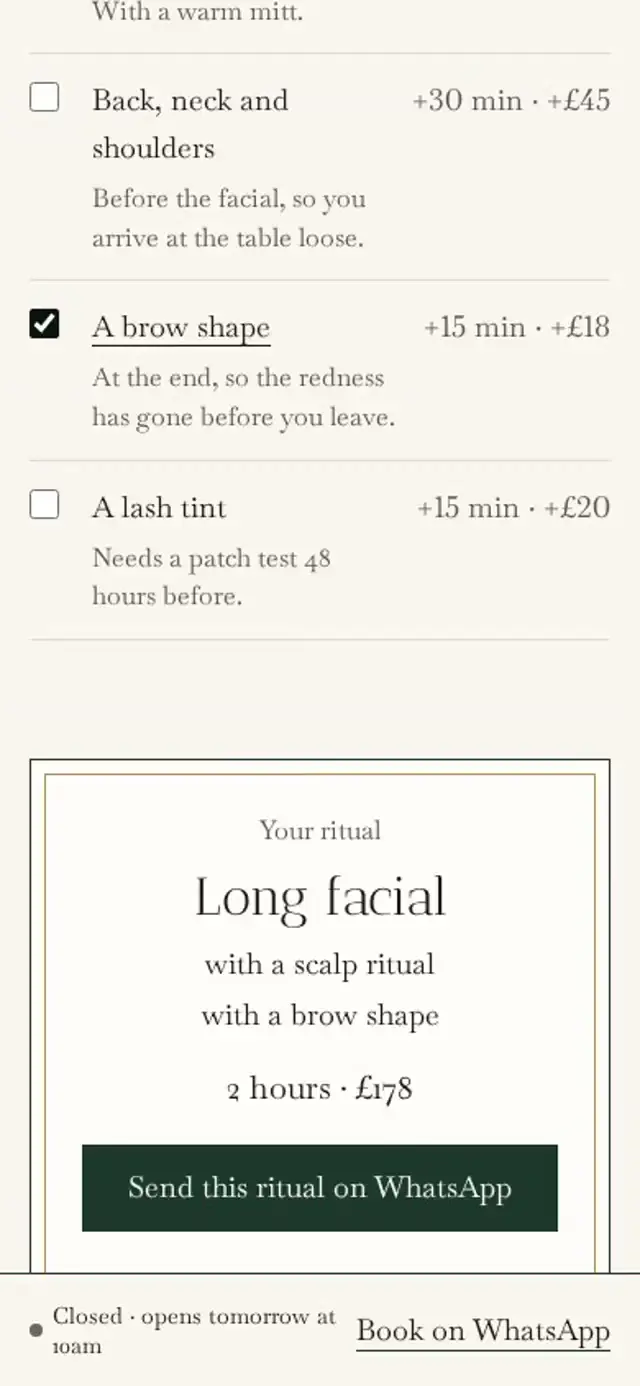 With a warm mitt.
Back, neck and
+30 min · +£45
shoulders
Before the facial, so you
arrive at the table loose.
A brow shape
+15 min · +£18
At the end, so the redness
has gone before you leave.
A lash tint
+15 min · +£20
Needs a patch test 48
hours before.
Your ritual
Long facial
with a scalp ritual
with a brow shape
2 hours · £178
Send this ritual on WhatsApp
Closed · opens tomorrow at
10am
Book on WhatsApp